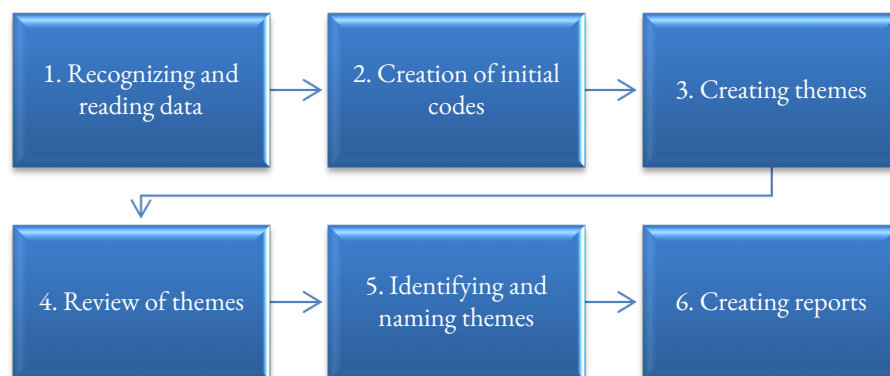 1. Recognizing and
reading data
2. Creation of initial
codes
3. Creating themes
4. Review of themes
5. Identifying and
naming themes
6. Creating reports